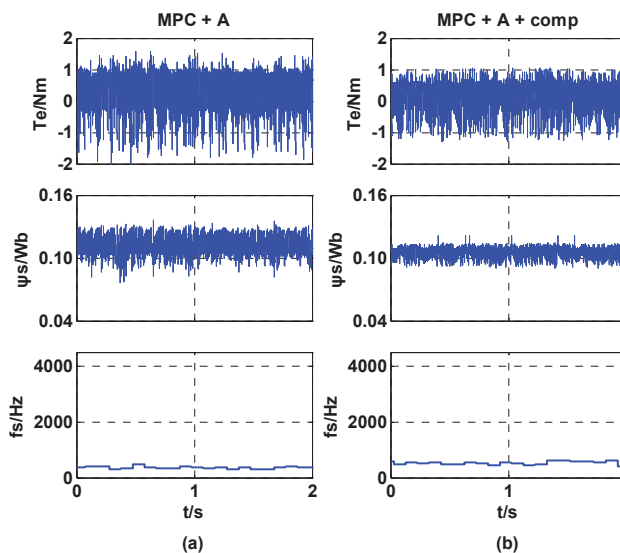 MPC + A
MPC + A + comp
2
1
0
-1
-2
Te/Nm
2
1
0
-1
-2
Te/Nm
0.16
0.10
0.04
ψs/Wb
0.16
0.10
0.04
ψs/Wb
4000
2000
0
fs/Hz
0
1
2
t/s
4000
2000
0
fs/Hz
0
1
t/s
(a)
(b)